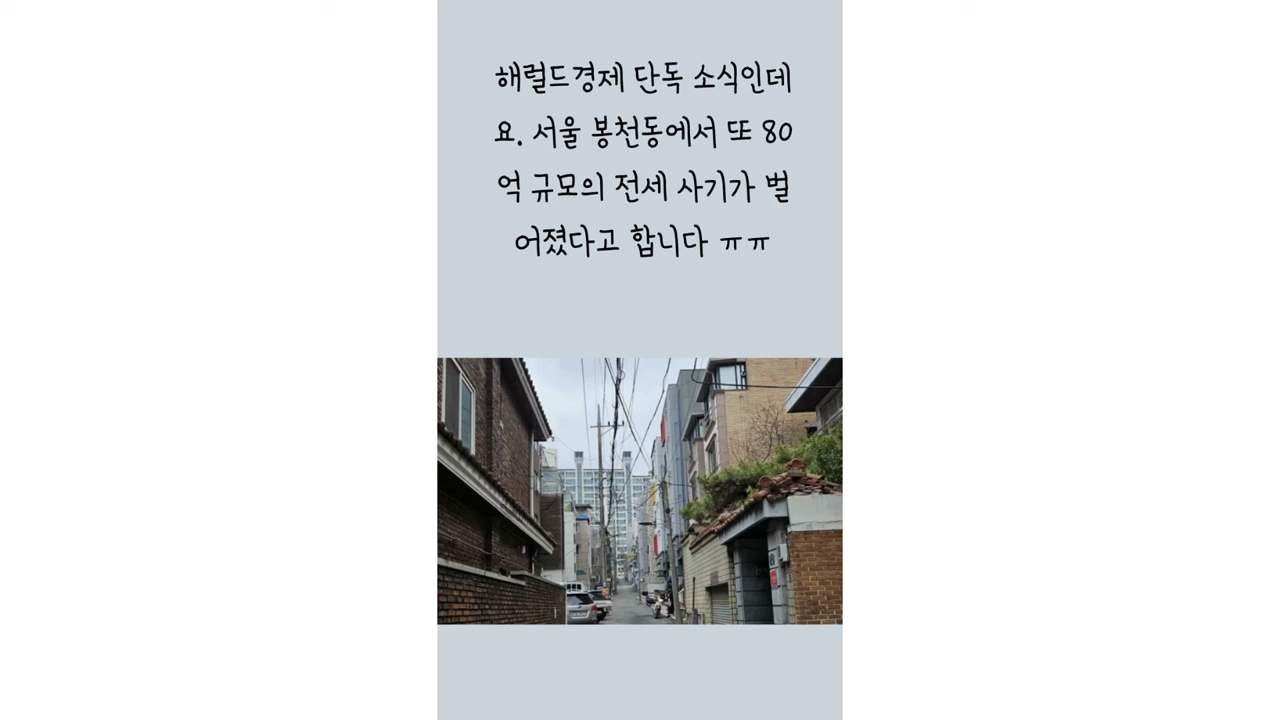 해럴드경제 단독 소식인데
요. 서울 봉천동에서 또 80
억 규모의 전세 사기가 벌
어졌다고 합니다 ㅠㅠ